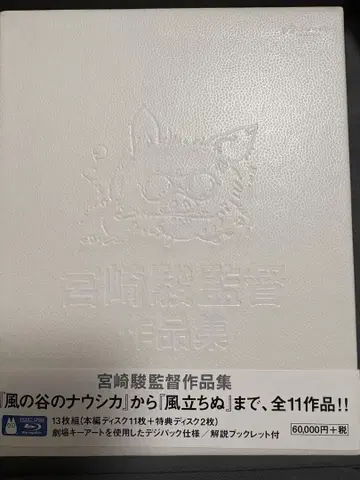 宮崎駿監督
作品集
宮崎駿監督作品集
『風の谷のナウシカ』から『風立ちぬ』まで、全11作品!!
13枚組(本編ディスク11枚+特典ディスク2枚)
劇場キーアートを使用したデジパック仕様/解説ブックレット付
60,000円+税